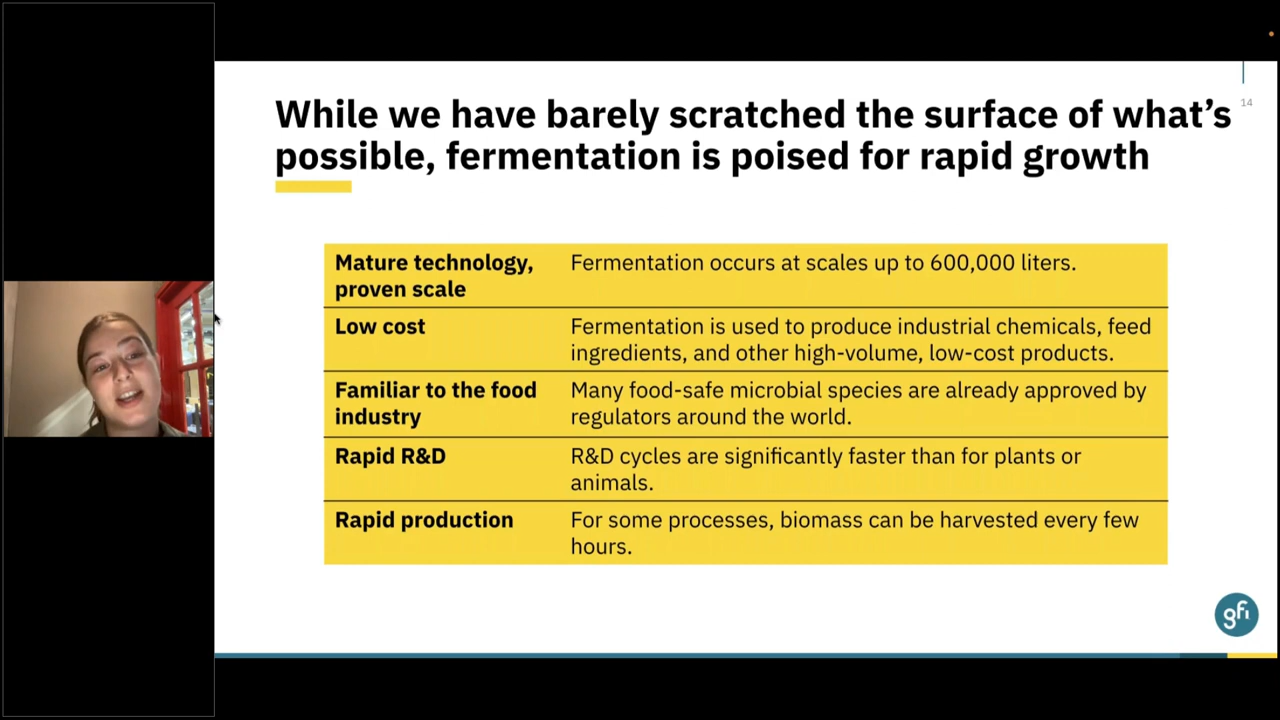 14
While we have barely scratched the surface of what’s
possible, fermentation is poised for rapid growth
Mature technology,
proven scale
Fermentation occurs at scales up to 600,000 liters.
Low cost
Fermentation is used to produce industrial chemicals, feed
ingredients, and other high-volume, low-cost products.
Familiar to the food
industry
Many food-safe microbial species are already approved by
regulators around the world.
Rapid R&D
R&D cycles are significantly faster than for plants or
animals.
Rapid production
For some processes, biomass can be harvested every few
hours.
gfi